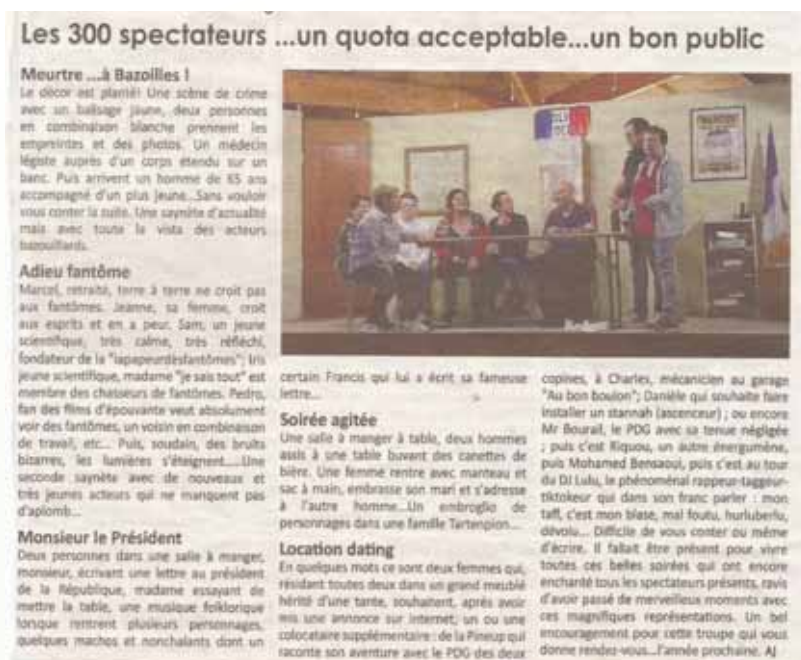 Les 300 spectateurs ...un quota acceptable...un bon public
Meurtre ...à Bazoilles !
Le décor est planté! Une scène de crime
avec un balisage jaune, deux personnes
en combinaison blanche prennent les
empreintes et des photos. Un médecin
légiste auprès d'un corps étendu sur un
banc. Puis arrivent un homme de 65 ans
accompagné d'un plus jeune...Sans vouloir
vous conter la suite. Une saynète d'actualité
mais avec toute la vista des acteurs
bazouillards.
Adieu fantôme
Marcel, retraité, terre à terre ne croit pas
aux fantômes. Jeanne, sa femme, croit
aux esprits et en a peur. Sam, un jeune
scientifique, très calme, très réfléchi,
fondateur de la "lapapeurdesfantômes"; Iris
jeune scientifique, madame "je sais tout" est
membre des chasseurs de fantômes. Pedro,
fan des films d'épouvante veut absolument
voir des fantômes, un voisin en combinaison
de travail, etc... Puis, soudain, des bruits
bizarres, les lumières s'éteignent....Une
seconde saynète avec de nouveaux et
très jeunes acteurs qui ne manquent pas
d'aplomb...
Monsieur le Président
Deux personnes dans une salle à manger,
monsieur, écrivant une lettre au président
de la République, madame essayant de
mettre la table, une musique folklorique
lorsque rentrent plusieurs personnages,
quelques machos et nonchalants dont un
certain Francis qui lui a écrit sa fameuse
lettre...
Soirée agitée
Une salle à manger à table, deux hommes
assis à une table buvant des canettes de
bière. Une femme rentre avec manteau et
sac à main, embrasse son mari et s'adresse
à l'autre homme...Un embroglio de
personnages dans une famille Tartenpion...
Location dating
En quelques mots ce sont deux femmes qui,
résidant toutes deux dans un grand meublé
hérité d'une tante, souhaitent, après avoir
mis une annonce sur internet, un ou une
colocataire supplémentaire : de la Pineup qui
raconte son aventure avec le PDG des deux
copines, à Charles, mécanicien au garage
"Au bon boulon"; Danièle qui souhaite faire
installer un stannah (ascenceur) ; ou encore
Mr Bourail, le PDG avec sa tenue négligée
; puis c'est Riquou, un autre énergumène,
puis Mohamed Bensaoui, puis c'est au tour
du DJ Lulu, le phénoménal rappeur-taggeur-
tiktokeur qui dans son franc parler : mon
taff, c'est mon blase, mal foutu, hurluberlu,
dévolu... Difficile de vous conter ou même
d'écrire. Il fallait être présent pour vivre
toutes ces belles soirées qui ont encore
enchanté tous les spectateurs présents, ravis
d'avoir passé de merveilleux moments avec
ces magnifiques représentations. Un bel
encouragement pour cette troupe qui vous
donne rendez-vous...l'année prochaine. AJ